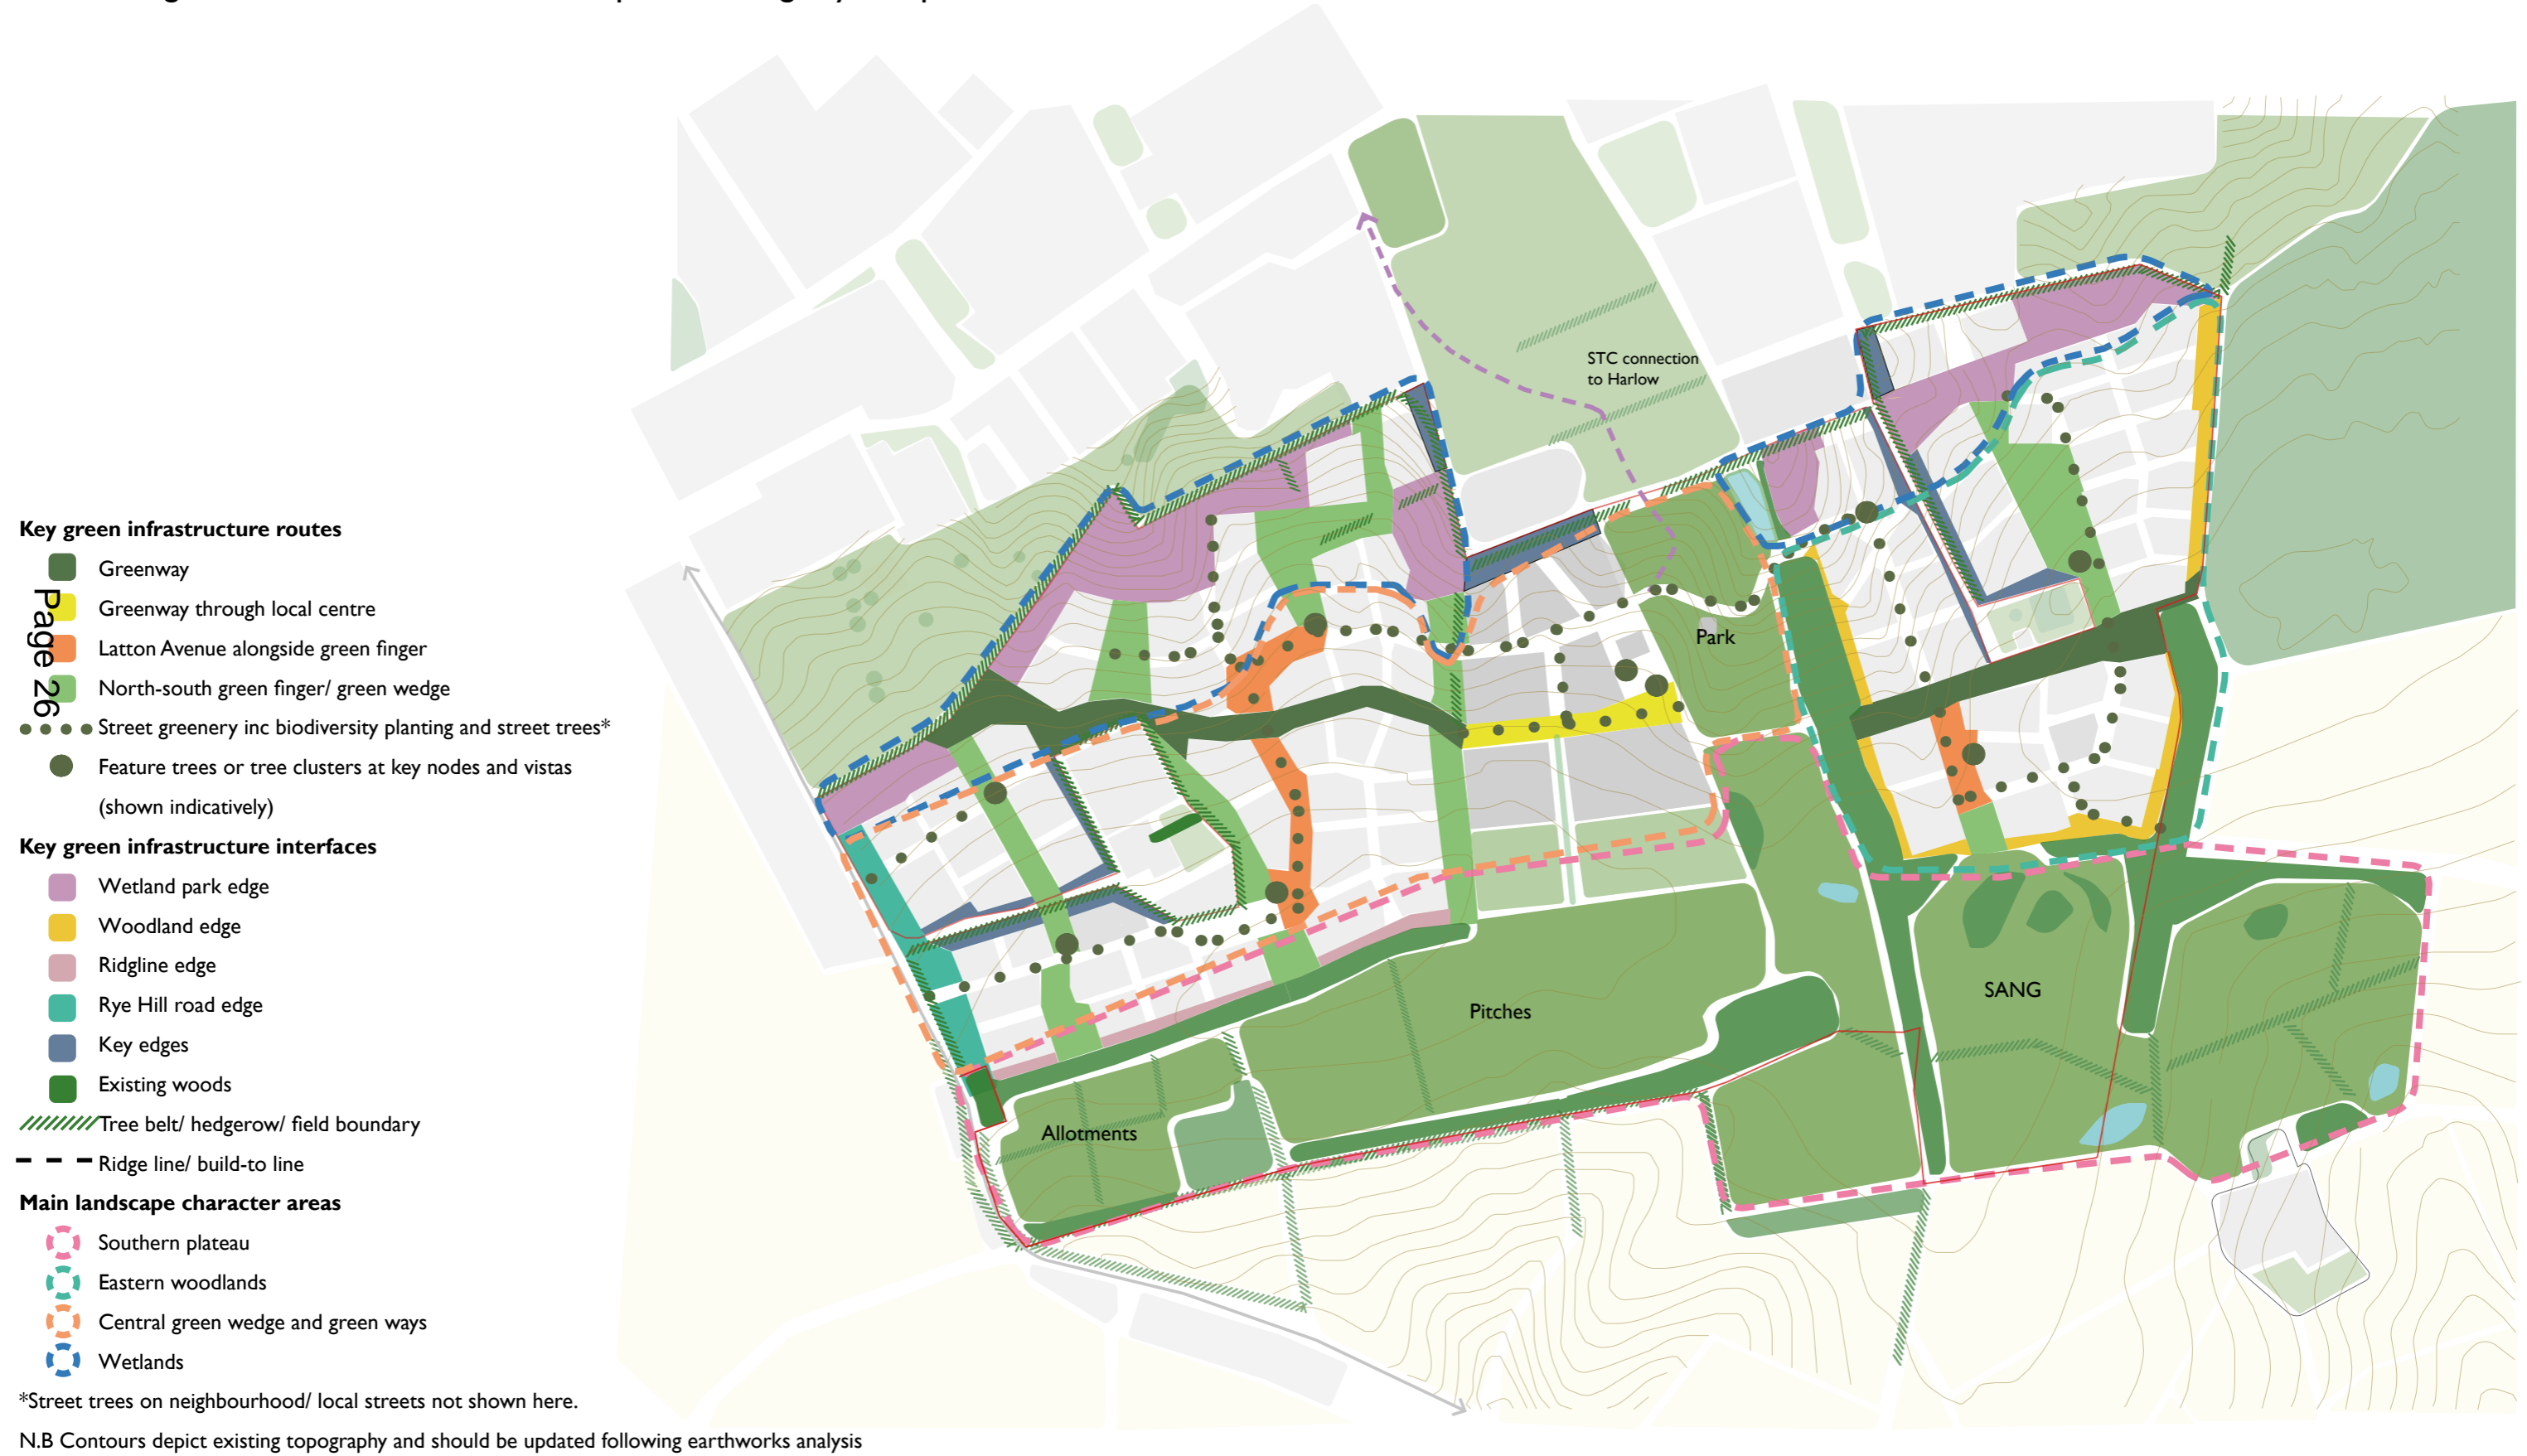 Key green infrastructure routes
Greenway
Greenway through local centre
Latton Avenue alongside green finger
North-south green finger/ green wedge
Street greenery inc biodiversity planting and street trees*
Feature trees or tree clusters at key nodes and vistas
(shown indicatively)
Key green infrastructure interfaces
Wetland park edge
Woodland edge
Ridgline edge
Rye Hill road edge
Key edges
Existing woods
Tree belt/ hedgerow/ field boundary
Ridge line/ build-to line
Main landscape character areas
Southern plateau
Eastern woodlands
Central green wedge and green ways
Wetlands
*Street trees on neighbourhood/ local streets not shown here.
N.B Contours depict existing topography and should be updated following earthworks analysis
Page 26
STC connection
to Harlow
Park
Pitches
SANG
Allotments